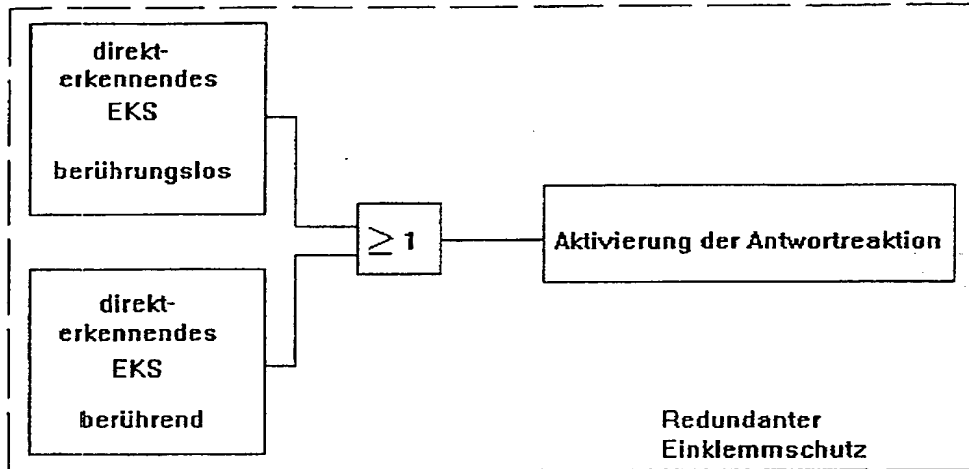 direkt-
erkennendes
EKS
berührungslos
≥ 1
Aktivierung der Antwortreaktion
direkt-
erkennendes
EKS
berührend
Redundanter
Einklemmschutz